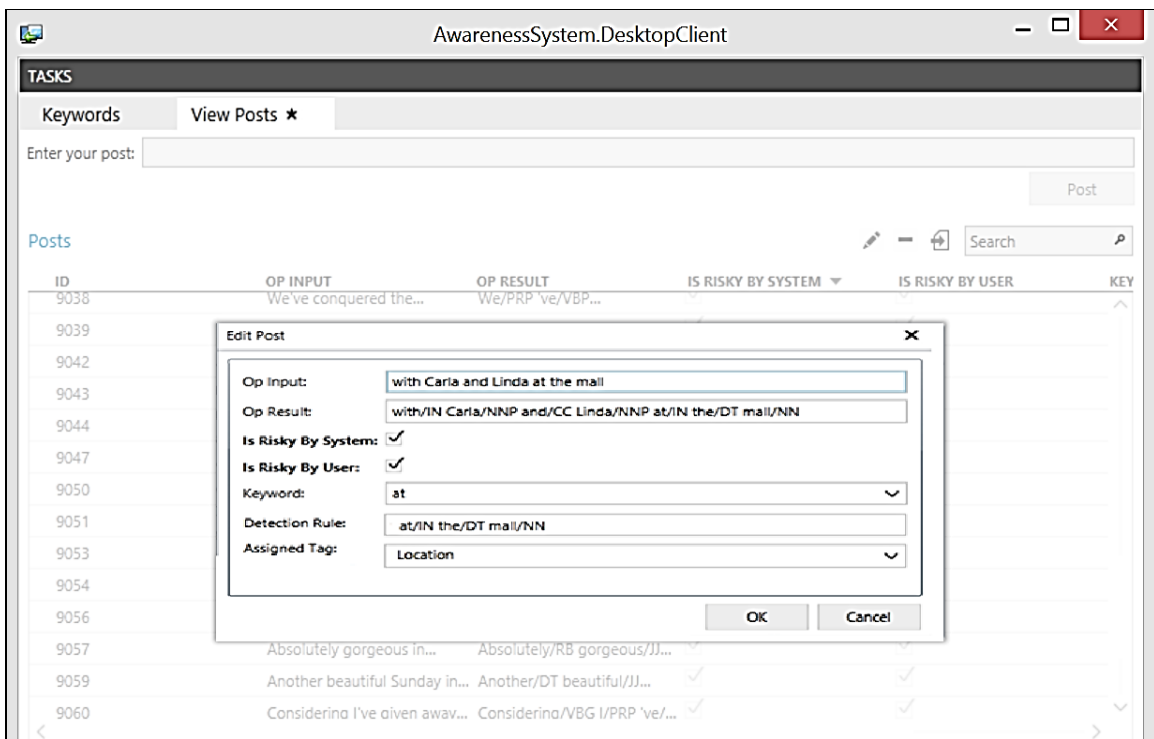 AwarenessSystem.DesktopClient
TASKS
Keywords View Posts ★
Enter your post:
Post
Posts Search
ID OP INPUT OP RESULT IS RISKY BY SYSTEM IS RISKY BY USER KEY
9038 We've conquered the... We/PRP 've/VBP...
9039
Edit Post
9042
Op Input: with Carla and Linda at the mall
9043
Op Result: with/IN Carla/NNP and/CC Linda/NNP at/IN the/DT mall/NN
9044
Is Risky By System:
9047
Is Risky By User:
9050
Keyword: at
9051
Detection Rule: at/IN the/DT mall/NN
9053
Assigned Tag: Location
9054
9056
OK Cancel
9057 Absolutely gorgeous in... Absolutely/RB gorgeous/JJ...
9059 Another beautiful Sunday in... Another/DT beautiful/JJ...
9060 Considering I've given away... Considering/VBG I/PRP 've/...